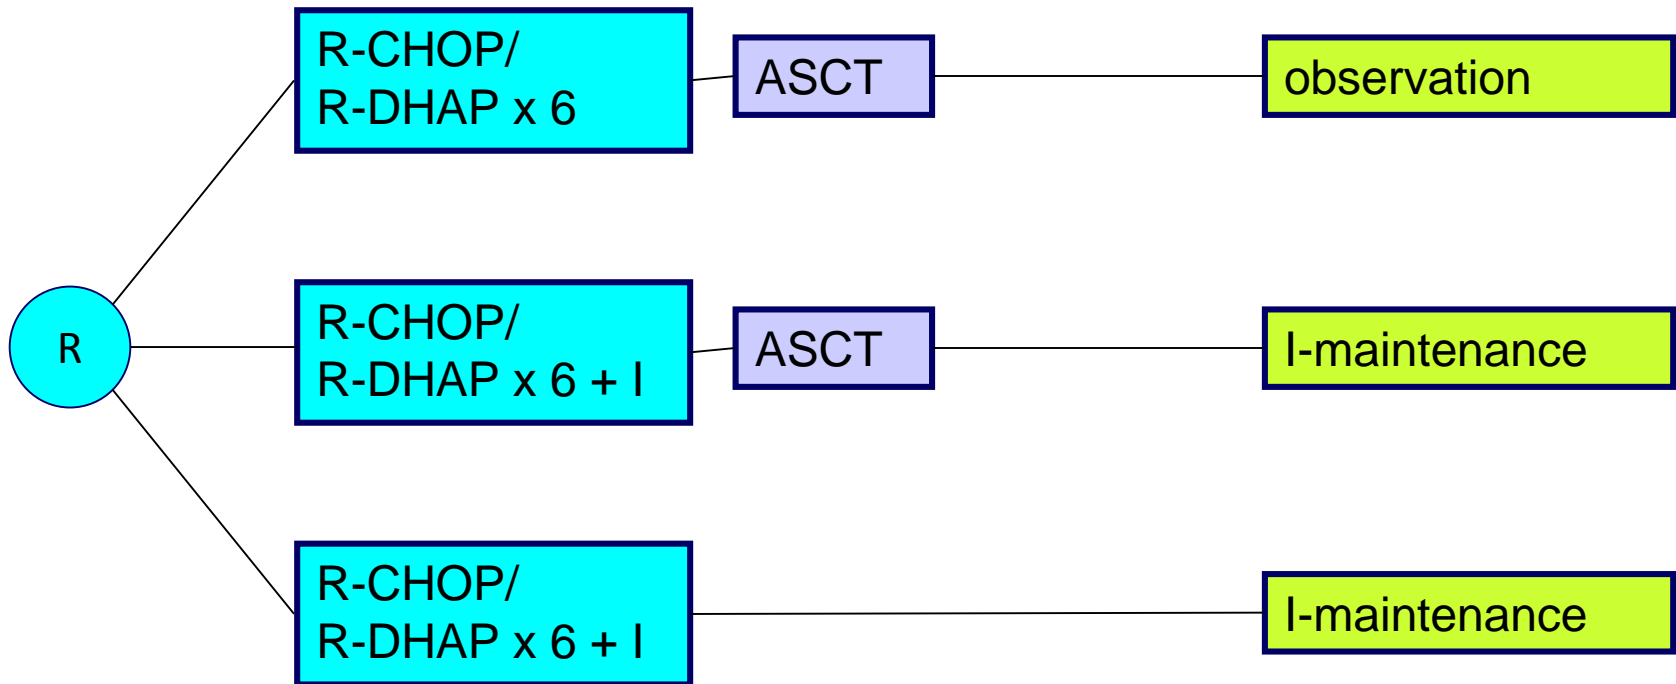 R-CHOP/
R-DHAP x 6
ASCT
observation
R
R-CHOP/
R-DHAP x 6 + I
ASCT
I-maintenance
R-CHOP/
R-DHAP x 6 + I
I-maintenance